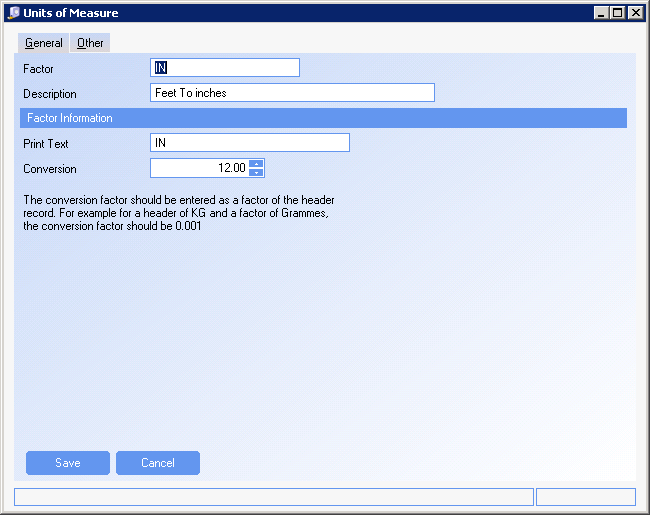 Units of Measure
General Other
Factor IN
Description Feet To inches
Factor Information
Print Text IN
Conversion 12.00
The conversion factor should be entered as a factor of the header
record. For example for a header of KG and a factor of Grammes,
the conversion factor should be 0.001
Save Cancel